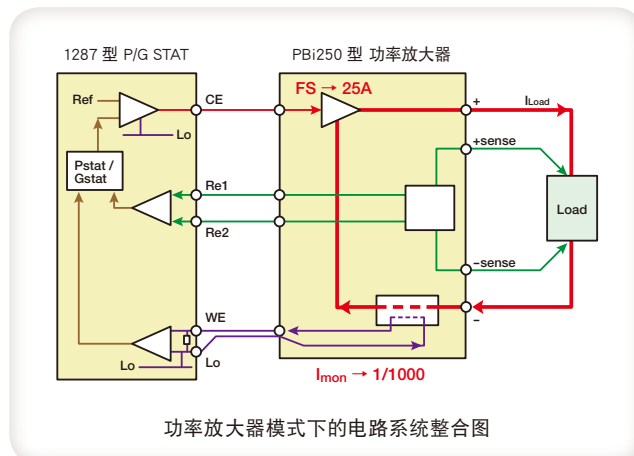 1287 型 P/G STAT
PBi250 型 功率放大器
FS → 25A
Ref
CE
+
ILoad
Lo
+sense
Pstat /
Gstat
Re1
Load
Re2
–sense
WE
–
Lo
Lo
Imon → 1/1000
功率放大器模式下的电路系统整合图